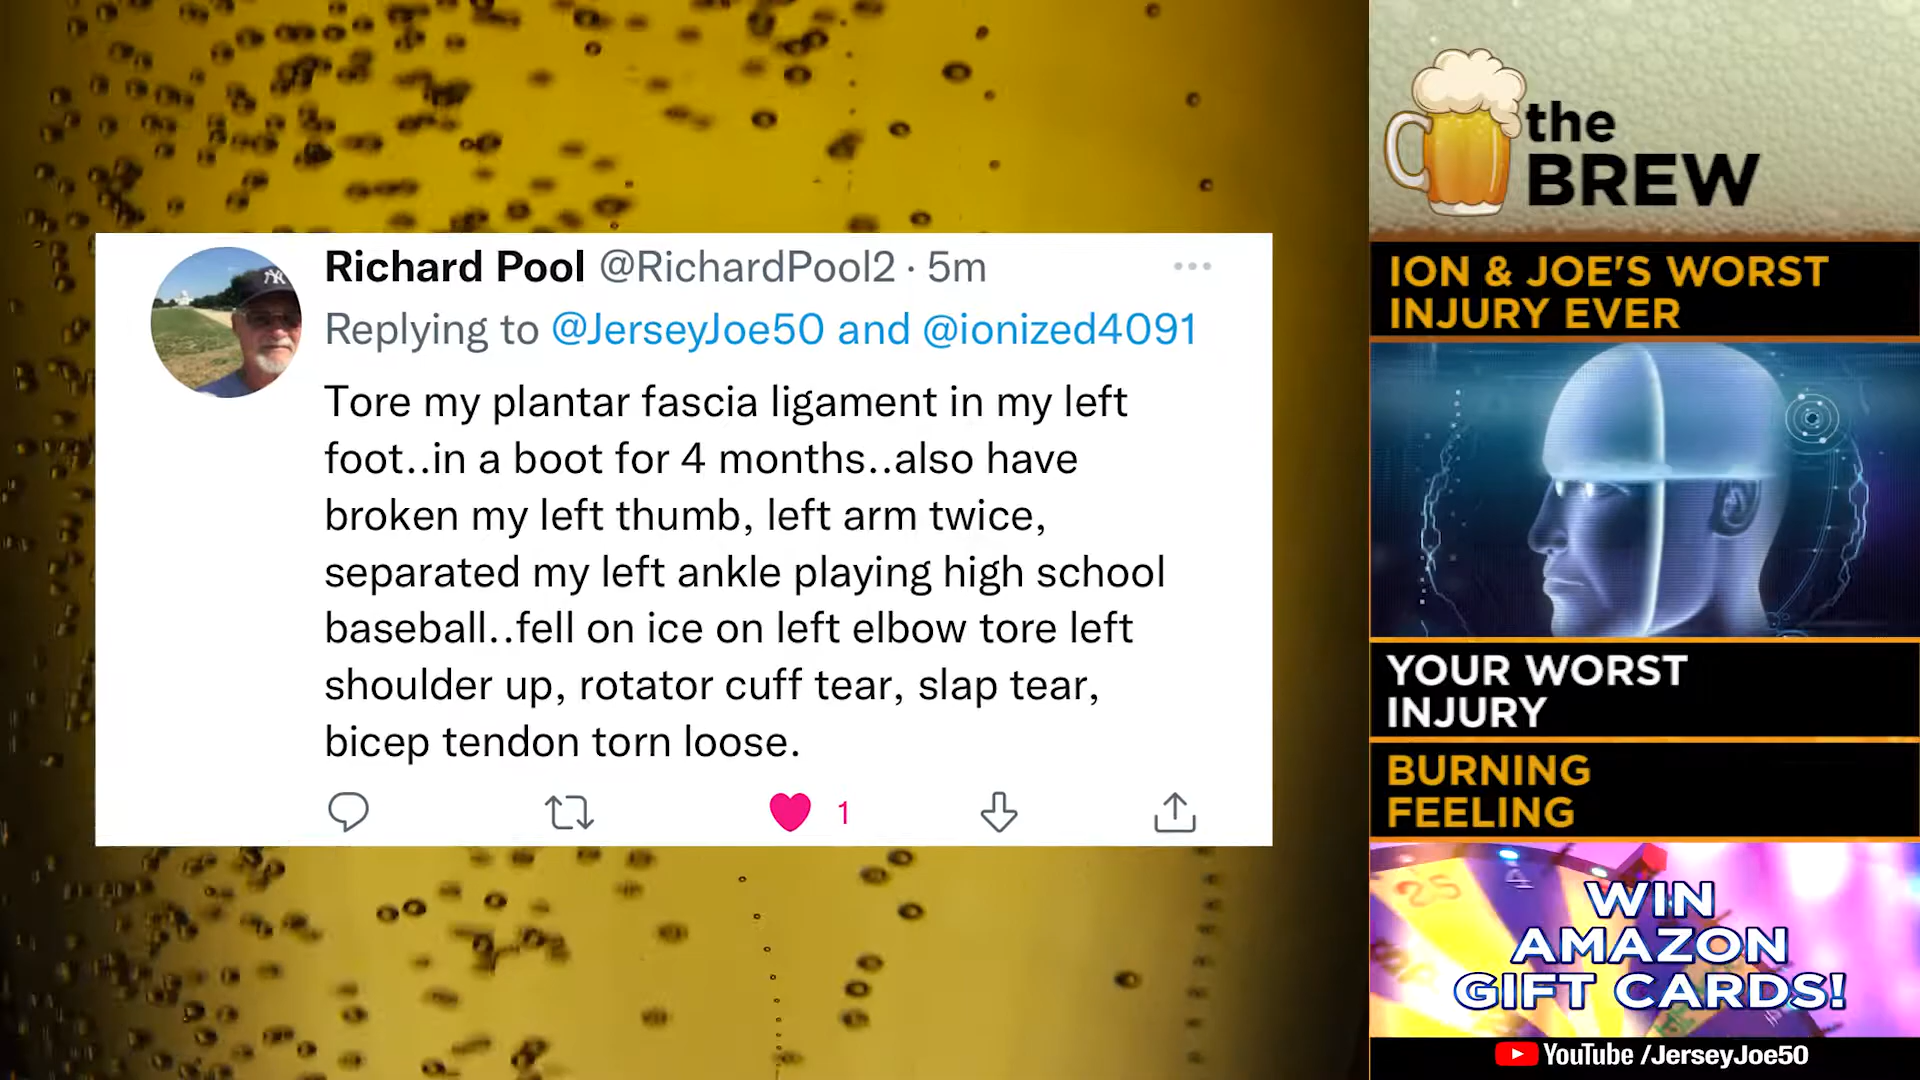 Richard Pool @RichardPool2 · 5m
Replying to @JerseyJoe50 and @ionized4091
Tore my plantar fascia ligament in my left
foot..in a boot for 4 months..also have
broken my left thumb, left arm twice,
separated my left ankle playing high school
baseball..fell on ice on left elbow tore left
shoulder up, rotator cuff tear, slap tear,
bicep tendon torn loose.
1
the
BREW
ION & JOE'S WORST
INJURY EVER
YOUR WORST
INJURY
BURNING
FEELING
25
WIN
AMAZON
GIFT CARDS!
YouTube /JerseyJoe50